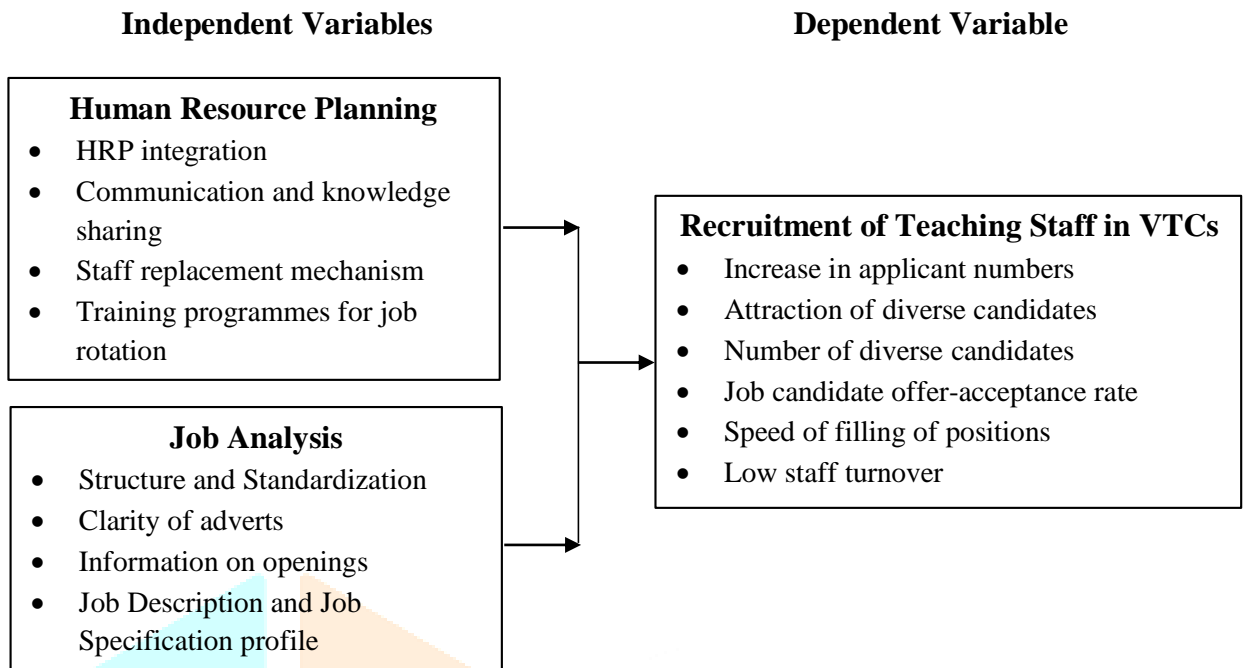 Independent Variables
Dependent Variable
Human Resource Planning
• HRP integration
• Communication and knowledge
sharing
• Staff replacement mechanism
• Training programmes for job
rotation
Job Analysis
• Structure and Standardization
• Clarity of adverts
• Information on openings
• Job Description and Job
Specification profile
Recruitment of Teaching Staff in VTCs
• Increase in applicant numbers
• Attraction of diverse candidates
• Number of diverse candidates
• Job candidate offer-acceptance rate
• Speed of filling of positions
• Low staff turnover